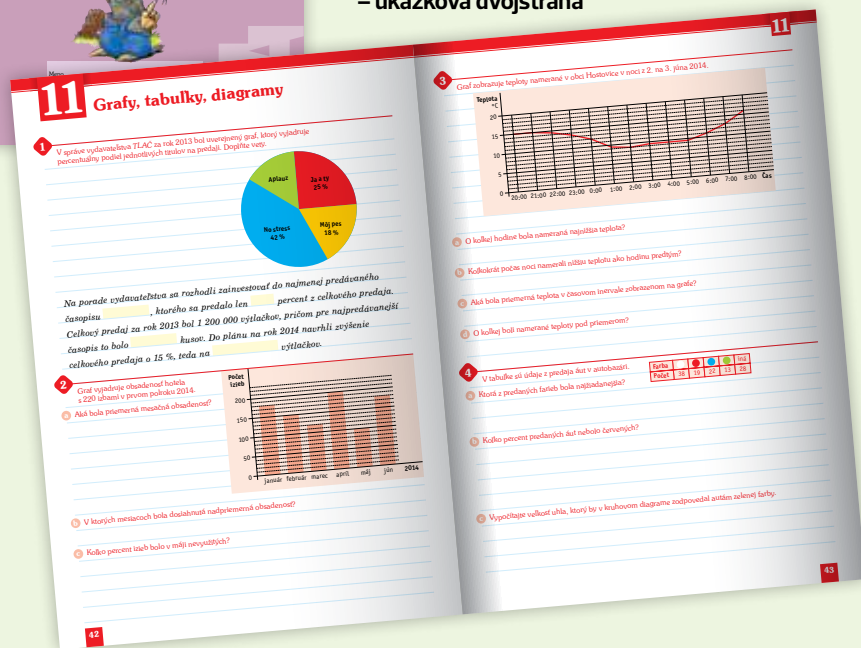 – ukážková dvojstrana
Meno
11 Grafy, tabuľky, diagramy
1 V správe vydavateľstva TLAČ za rok 2013 bol uverejnený graf, ktorý vyjadruje
percentuálny podiel jednotlivých titulov na predaji. Doplňte vety.
Aplauz
Ja a ty
25 %
No stress
42 %
Môj pes
18 %
Na porade vydavateľstva sa rozhodli zainvestovať do najmenej predávaného
časopisu , ktorého sa predalo len percent z celkového predaja.
Celkový predaj za rok 2013 bol 1 200 000 výtlačkov, pričom pre najpredávanejší
časopis to bolo kusov. Do plánu na rok 2014 navrhli zvýšenie
celkového predaja o 15 %, teda na výtlačkov.
2 Graf vyjadruje obsadenosť hotela
s 220 izbami v prvom polroku 2014.
a Aká bola priemerná mesačná obsadenosť?
Počet
izieb
200
150
100
50
0
január február marec apríl máj jún 2014
b V ktorých mesiacoch bola dosiahnutá nadpriemerná obsadenosť?
c Koľko percent izieb bolo v máji nevyužitých?
42
11
3 Graf zobrazuje teploty namerané v obci Hostovice v noci z 2. na 3. júna 2014.
Teplota
°C
20
15
10
5
0
20:00 21:00 22:00 23:00 0:00 1:00 2:00 3:00 4:00 5:00 6:00 7:00 8:00 Čas
a O koľkej hodine bola nameraná najnižšia teplota?
b Koľkokrát počas noci namerali nižšiu teplotu ako hodinu predtým?
c Aká bola priemerná teplota v časovom intervale zobrazenom na grafe?
d O koľkej boli namerané teploty pod priemerom?
4 V tabuľke sú údaje z predaja áut v autobazári.
Farba Iná
Počet 38 19 22 13 28
a Ktorá z predaných farieb bola najžiadanejšia?
b Koľko percent predaných áut nebolo červených?
c Vypočítajte veľkosť uhla, ktorý by v kruhovom diagrame zodpovedal autám zelenej farby.
43